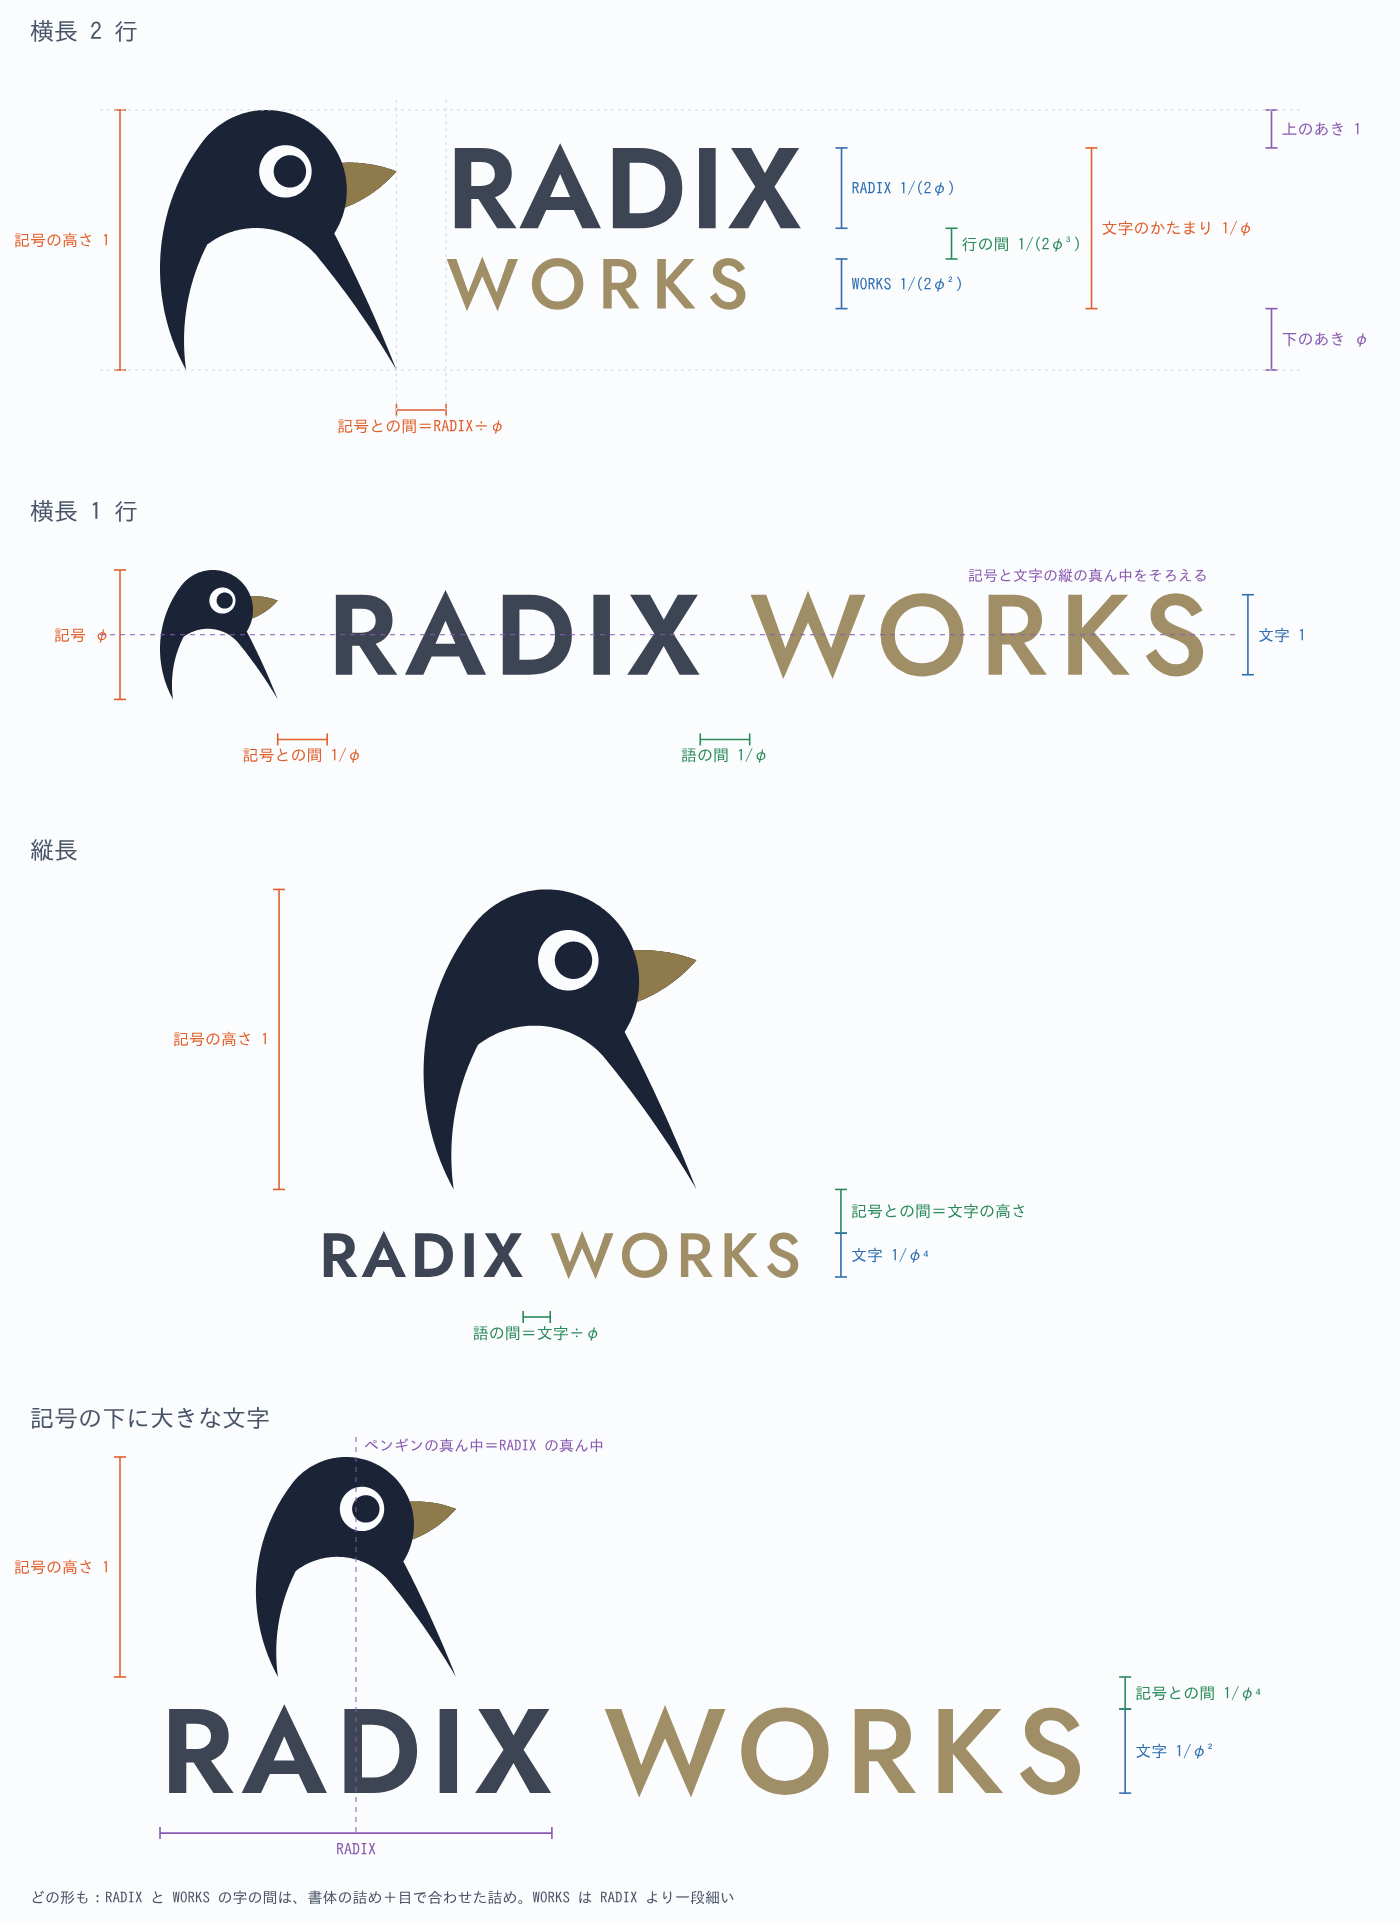 横長 2 行
上のあき 1
RADIX
RADIX 1/(2φ)
文字のかたまり 1/φ
記号の高さ 1
行の間 1/(2φ³)
WORKS
WORKS 1/(2φ²)
下のあき φ
記号との間＝RADIX÷φ
横長 1 行
記号と文字の縦の真ん中をそろえる
記号 φ
RADIX WORKS
文字 1
記号との間 1/φ
語の間 1/φ
縦長
記号の高さ 1
記号との間＝文字の高さ
RADIX WORKS
文字 1/φ⁴
語の間＝文字÷φ
記号の下に大きな文字
ペンギンの真ん中＝RADIX の真ん中
記号の高さ 1
記号との間 1/φ⁴
RADIX WORKS
文字 1/φ²
RADIX
どの形も：RADIX と WORKS の字の間は、書体の詰め＋目で合わせた詰め。WORKS は RADIX より一段細い